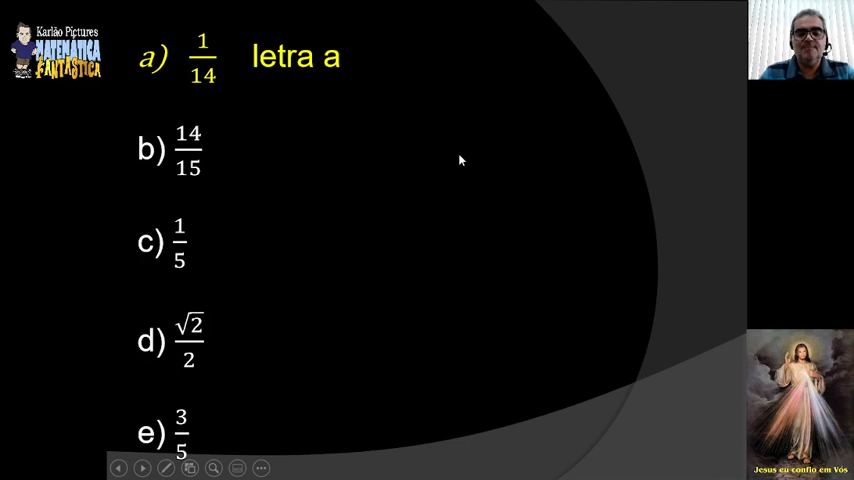 Karlão Pictures
MATEMÁTICA
FANTÁSTICA
a) 1/14 letra a
b) 14/15
c) 1/5
d) √2/2
e) 3/5
Jesus eu confio em Vós